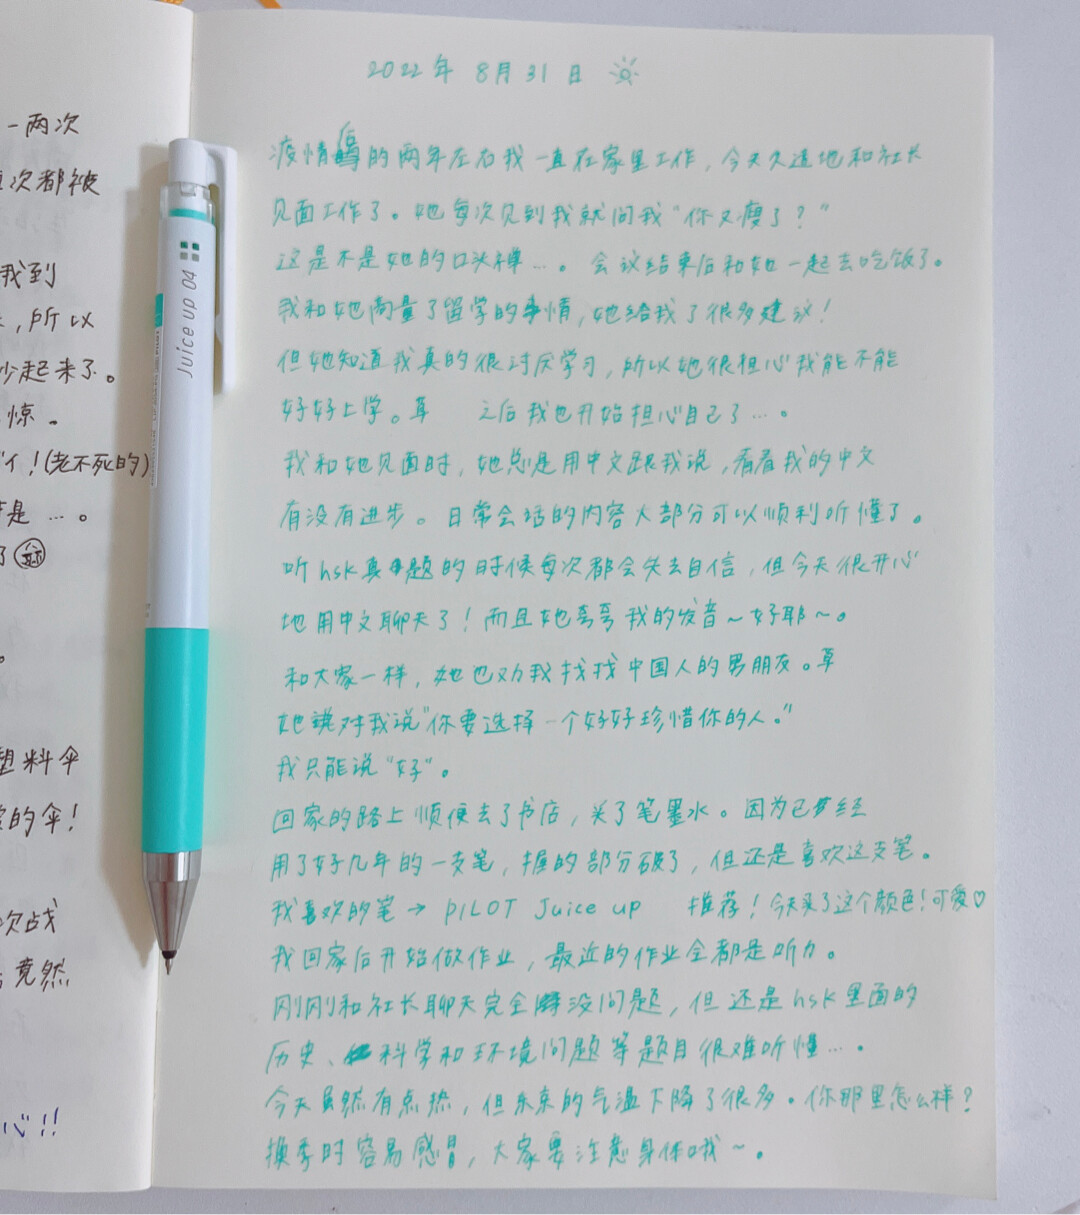 一两次
次都被
我到
，所以
起来了。
惊。
イ！(老不死的)
是…。
了
塑料伞
的伞！
次战
竟然
心!!
Juice up 04
2022年 8月31日
疫情的两年左右我一直在家里工作，今天久违地和社长
见面工作了。她每次见到我就问我“你又瘦了？”
这是不是她的口头禅…。会议结束后和她一起去吃饭了。
我和她商量了留学的事情，她给我了很多建议！
但她知道我真的很讨厌学习，所以她很担心我能不能
好好上学。草 之后我也开始担心自己了…。
我和她见面时，她总是用中文跟我说，看看我的中文
有没有进步。日常会话的内容大部分可以顺利听懂了。
听hsk真题的时候每次都会失去自信，但今天很开心
地用中文聊天了！而且她夸夸我的发音~好耶~。
和大家一样，她也劝我找找中国人的男朋友。草
她对我说“你要选择一个好好珍惜你的人。”
我只能说“好”。
回家的路上顺便去了书店，买了笔墨水。因为已经
用了好几年的一支笔，握的部分破了，但还是喜欢这支笔。
我喜欢的笔→PILOT Juice up 推荐！今天买了这个颜色！可爱♡
我回家后开始做作业，最近的作业全都是听力。
刚刚和社长聊天完全没问题，但还是hsk里面的
历史、科学和环境问题等题目很难听懂…。
今天虽然有点热，但东京的气温下降了很多。你那里怎么样？
换季时容易感冒，大家要注意身体哦~。